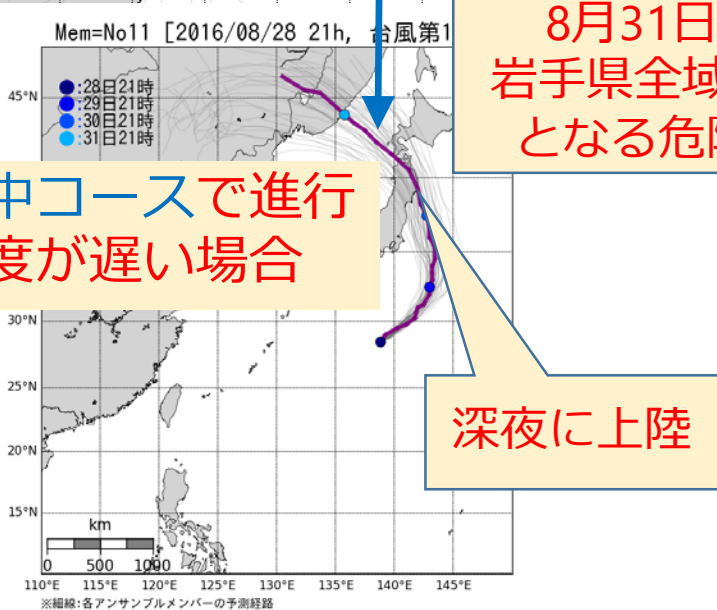 Mem=No11 [2016/08/28 21h, 台風第1
8月31日
岩手県全域
となる危
:28日21時
:29日21時
:30日21時
:31日21時
中コースで進行
度が遅い場合
深夜に上陸
45°N
30°N
25°N
20°N
15°N
km
0 500 1000
110°E 115°E 120°E 125°E 130°E 135°E 140°E 145°E
※細線:各アンサンブルメンバーの予測経路